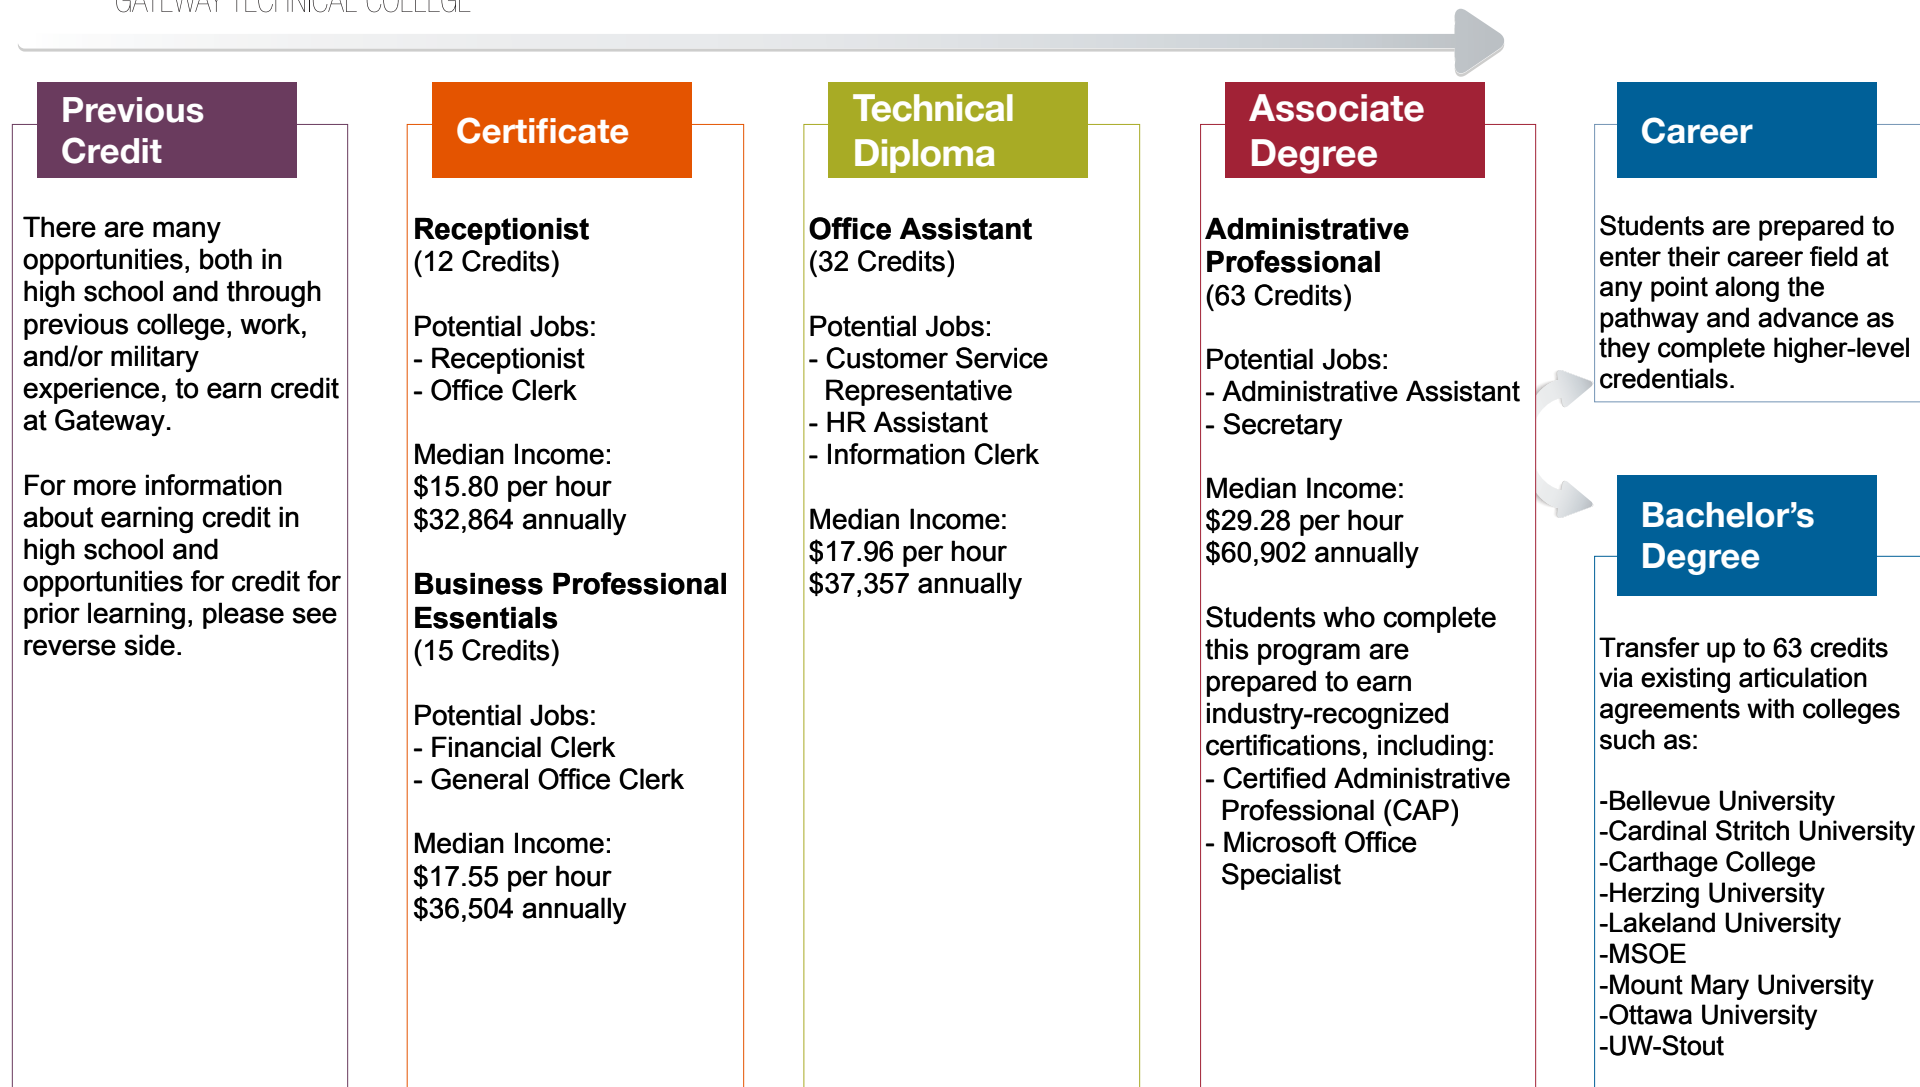 GATEWAY TECHNICAL COLLEGE
Previous
Credit
There are many
opportunities, both in
high school and through
previous college, work,
and/or military
experience, to earn credit
at Gateway.
For more information
about earning credit in
high school and
opportunities for credit for
prior learning, please see
reverse side.
Certificate
Receptionist
(12 Credits)
Potential Jobs:
- Receptionist
- Office Clerk
Median Income:
$15.80 per hour
$32,864 annually
Business Professional
Essentials
(15 Credits)
Potential Jobs:
- Financial Clerk
- General Office Clerk
Median Income:
$17.55 per hour
$36,504 annually
Technical
Diploma
Office Assistant
(32 Credits)
Potential Jobs:
- Customer Service
Representative
- HR Assistant
- Information Clerk
Median Income:
$17.96 per hour
$37,357 annually
Associate
Degree
Administrative
Professional
(63 Credits)
Potential Jobs:
- Administrative Assistant
- Secretary
Median Income:
$29.28 per hour
$60,902 annually
Students who complete
this program are
prepared to earn
industry-recognized
certifications, including:
- Certified Administrative
Professional (CAP)
- Microsoft Office
Specialist
Career
Students are prepared to
enter their career field at
any point along the
pathway and advance as
they complete higher-level
credentials.
Bachelor’s
Degree
Transfer up to 63 credits
via existing articulation
agreements with colleges
such as:
-Bellevue University
-Cardinal Stritch University
-Carthage College
-Herzing University
-Lakeland University
-MSOE
-Mount Mary University
-Ottawa University
-UW-Stout